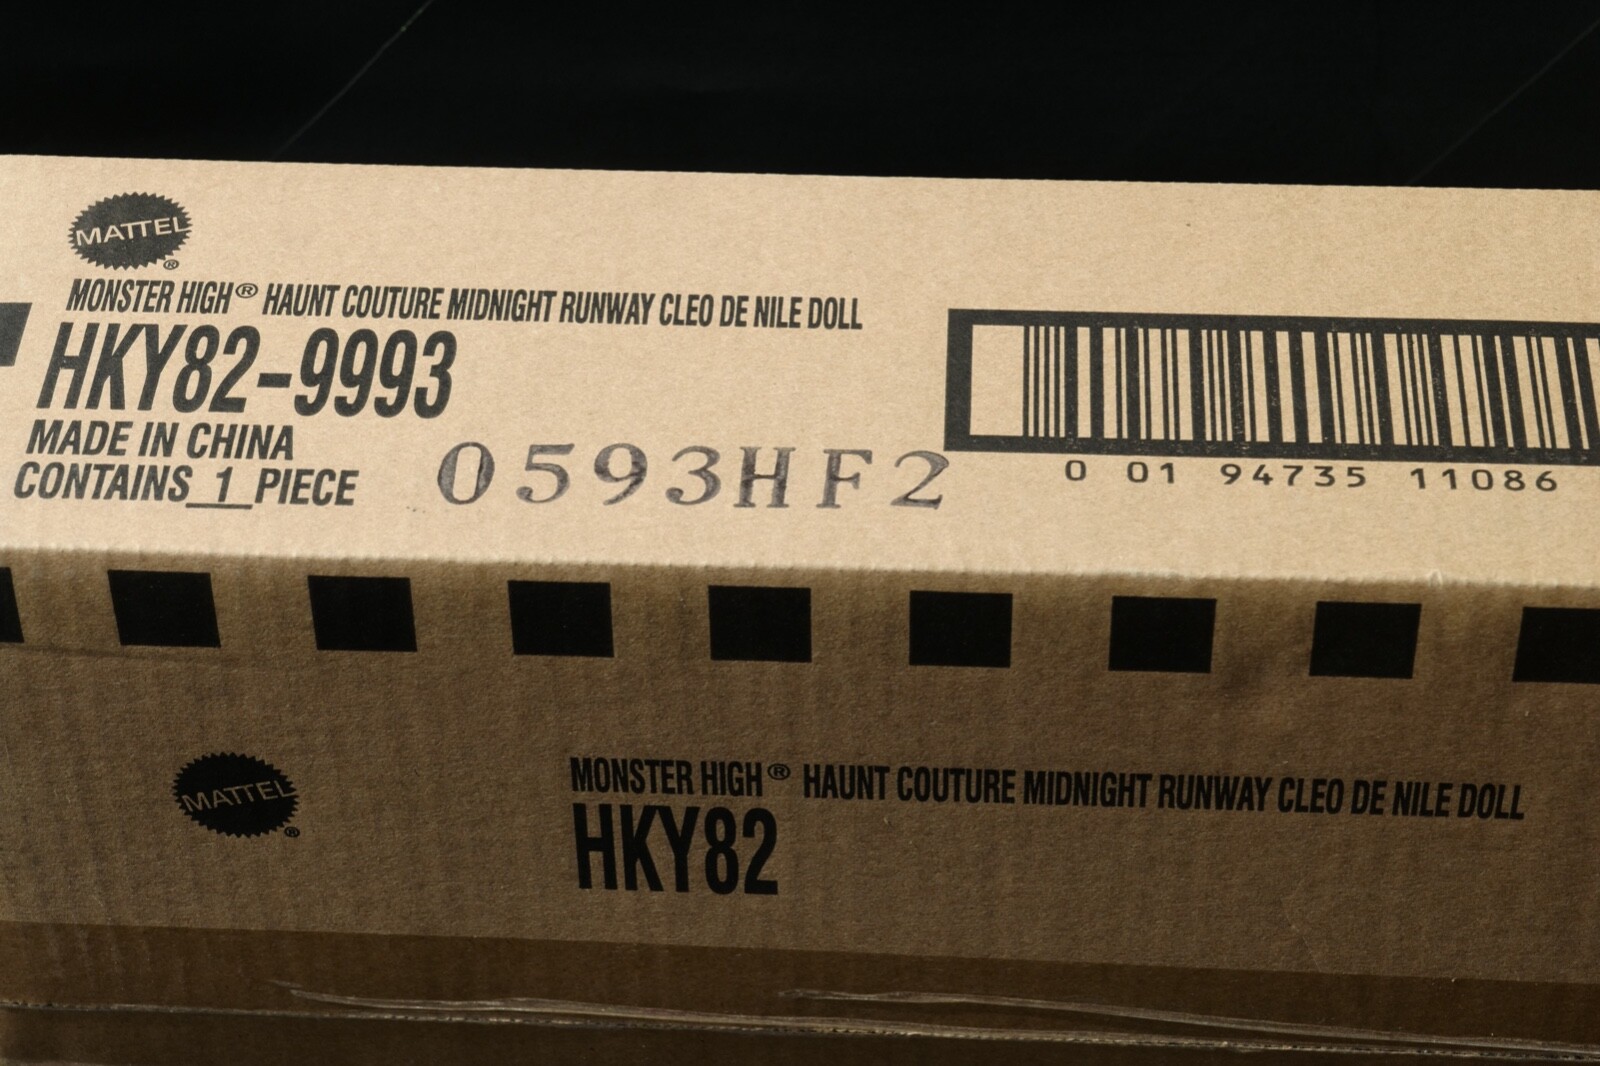 MATTEL®
MONSTER HIGH® HAUNT COUTURE MIDNIGHT RUNWAY CLEO DE NILE DOLL
HKY82-9993
MADE IN CHINA
CONTAINS 1 PIECE
0593HF2
0 01 94735 11086
MATTEL®
MONSTER HIGH® HAUNT COUTURE MIDNIGHT RUNWAY CLEO DE NILE DOLL
HKY82